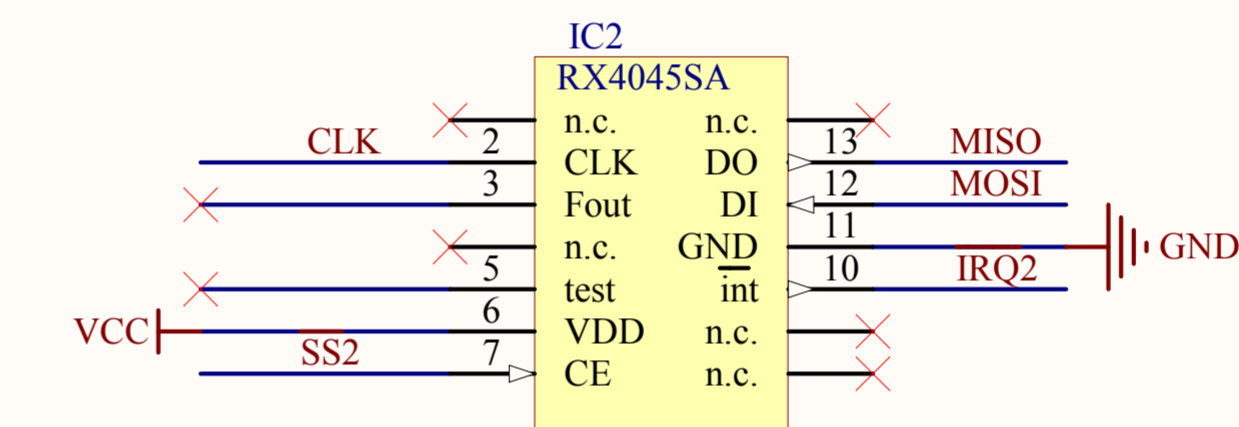 IC2
RX4045SA
n.c. n.c.
CLK 2 13 MISO
CLK DO
3 12 MOSI
Fout DI
11
n.c. GND GND
5 10 IRQ2
test int
6
VCC VDD n.c.
SS2 7
CE n.c.